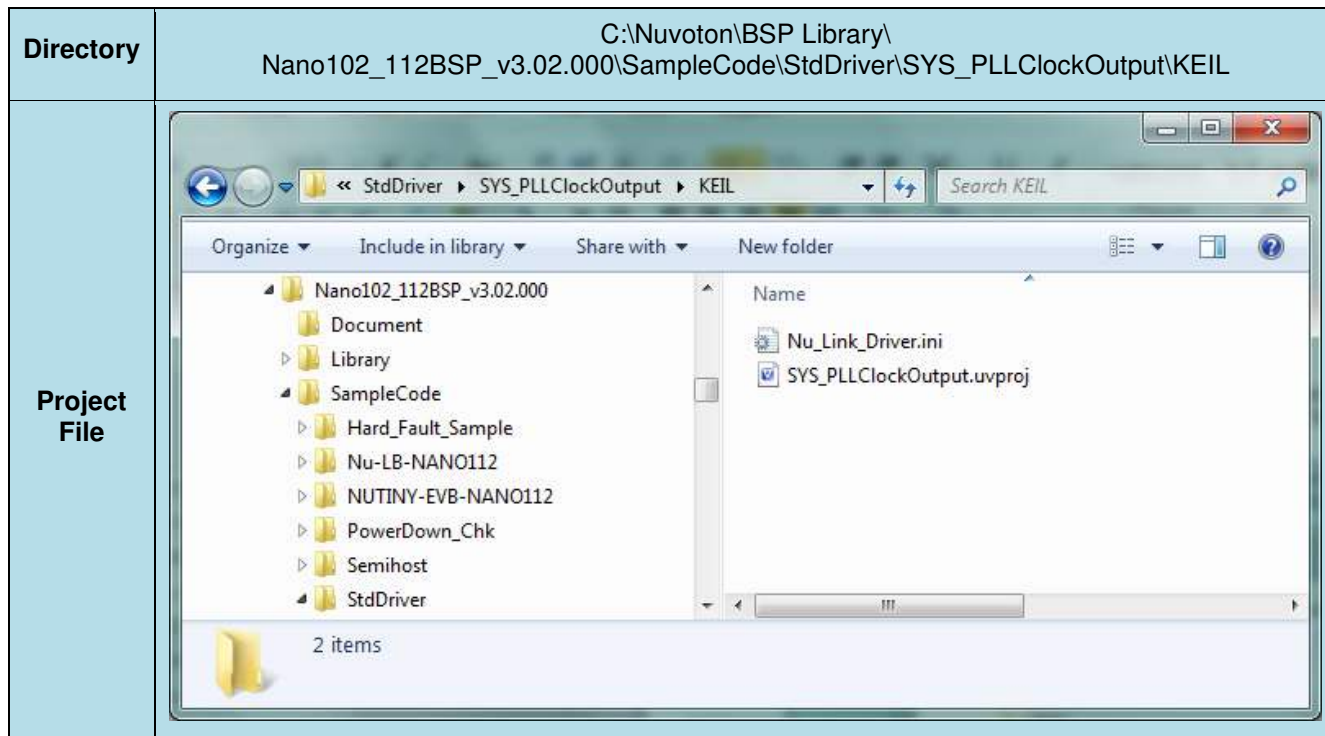 Directory
C:\Nuvoton\BSP Library\
Nano102_112BSP_v3.02.000\SampleCode\StdDriver\SYS_PLLClockOutput\KEIL
Project
File
« StdDriver ▸ SYS_PLLClockOutput ▸ KEIL
Search KEIL
Organize
Include in library
Share with
New folder
Nano102_112BSP_v3.02.000
Document
Library
SampleCode
Hard_Fault_Sample
Nu-LB-NANO112
NUTINY-EVB-NANO112
PowerDown_Chk
Semihost
StdDriver
Name
Nu_Link_Driver.ini
SYS_PLLClockOutput.uvproj
2 items